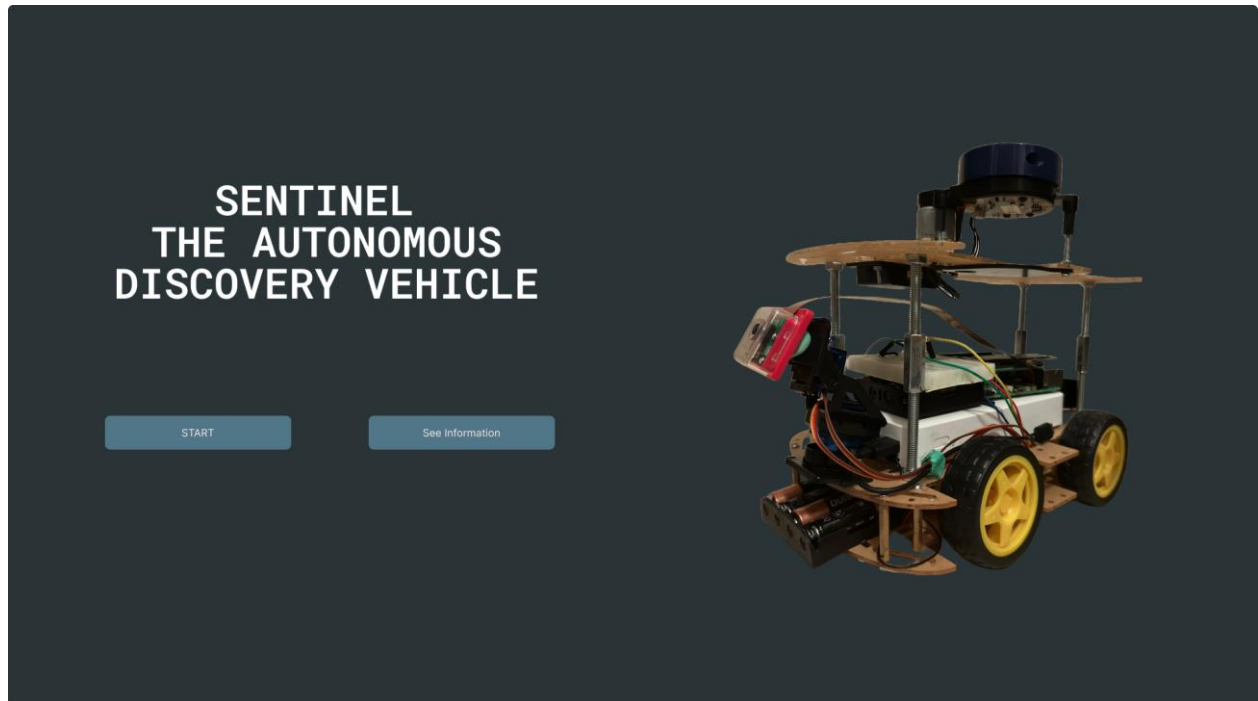 SENTINEL
THE AUTONOMOUS
DISCOVERY VEHICLE
START
See Information